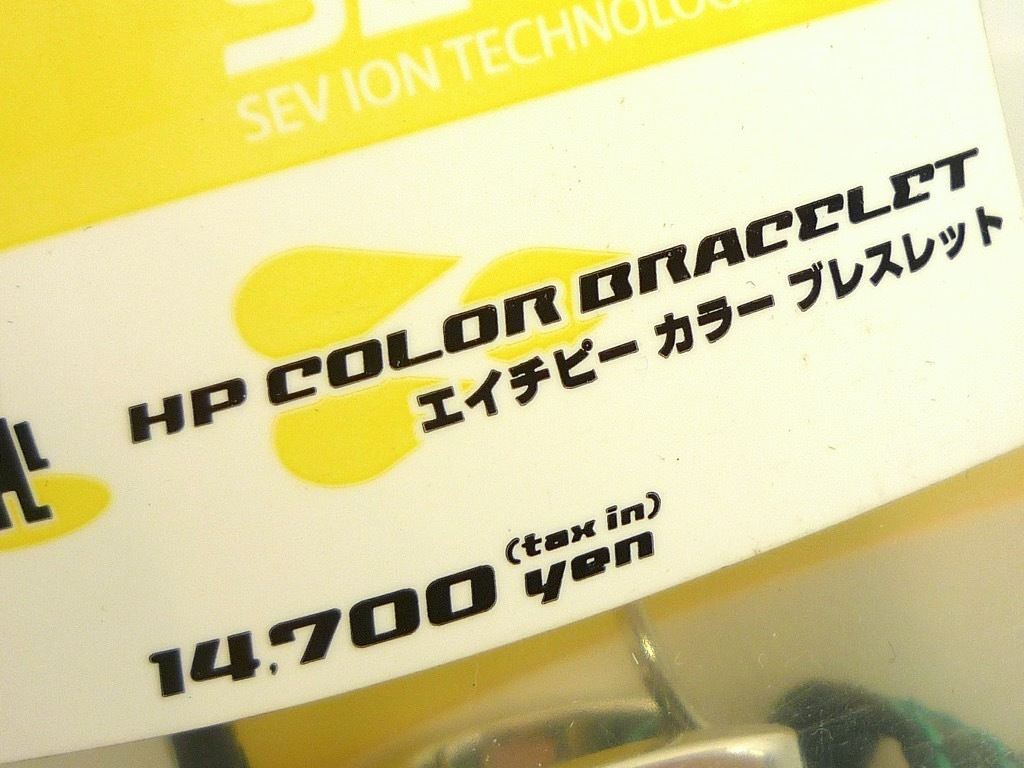 SEV ION TECHNOLOG
HP COLOR BRACELET
エイチピー カラー ブレスレット
(tax in)
14,700 yen